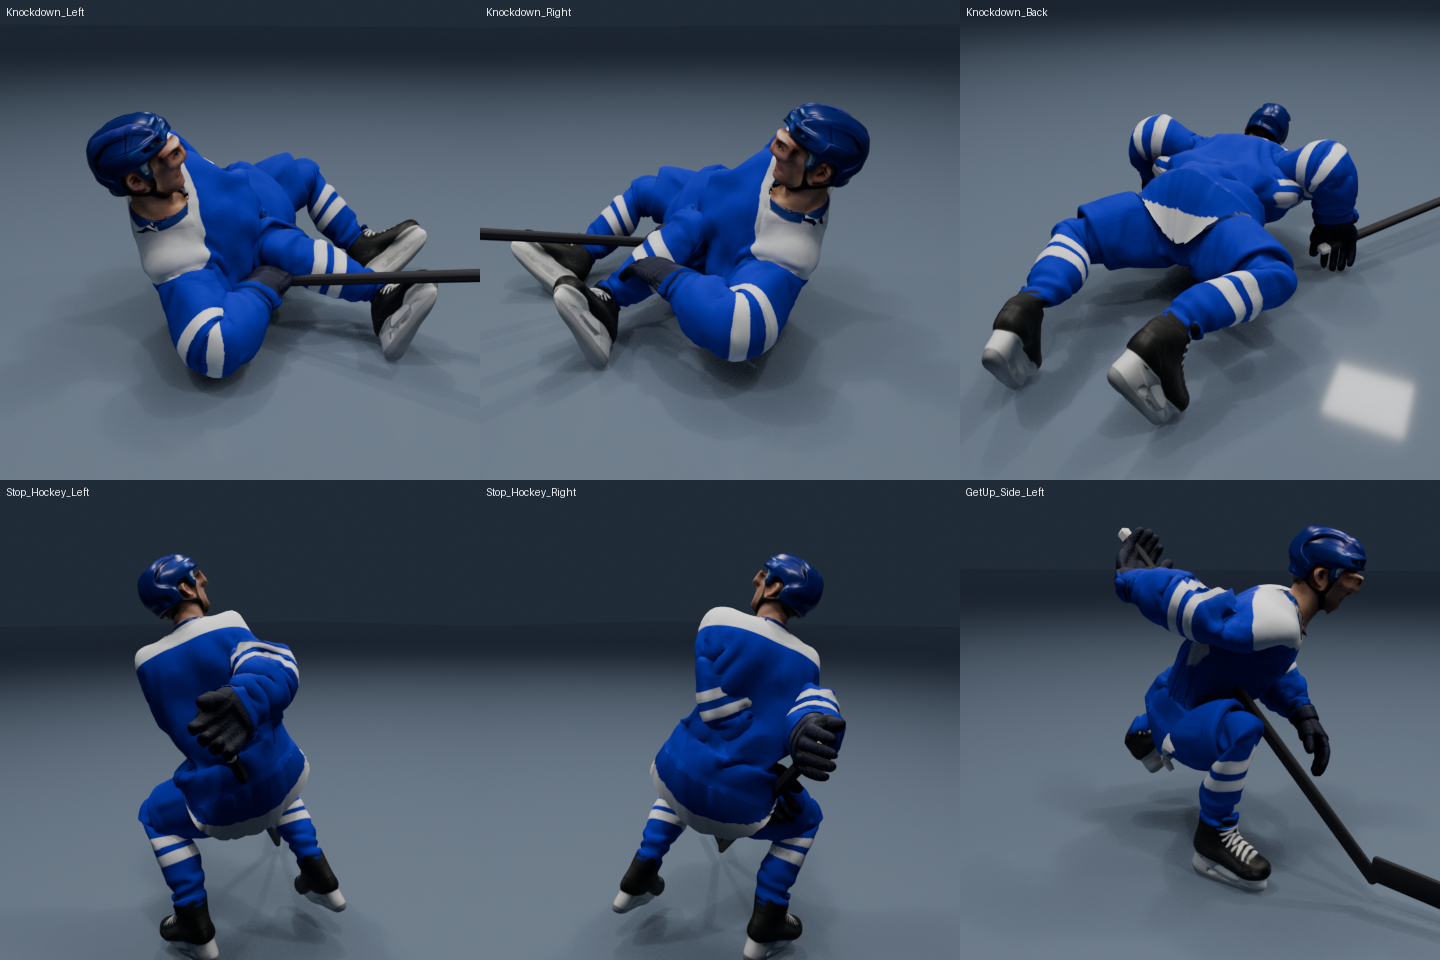 Knockdown_Left
Knockdown_Right
Knockdown_Back
Stop_Hockey_Left
Stop_Hockey_Right
GetUp_Side_Left